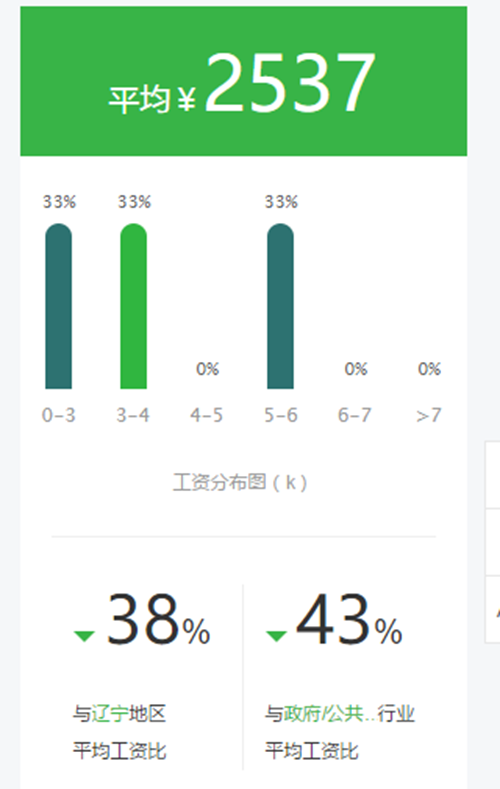 平均￥2537
33% 33% 0% 33% 0% 0%
0-3 3-4 4-5 5-6 6-7 >7
工资分布图（k）
38% 43%
与辽宁地区 与政府/公共..行业
平均工资比 平均工资比